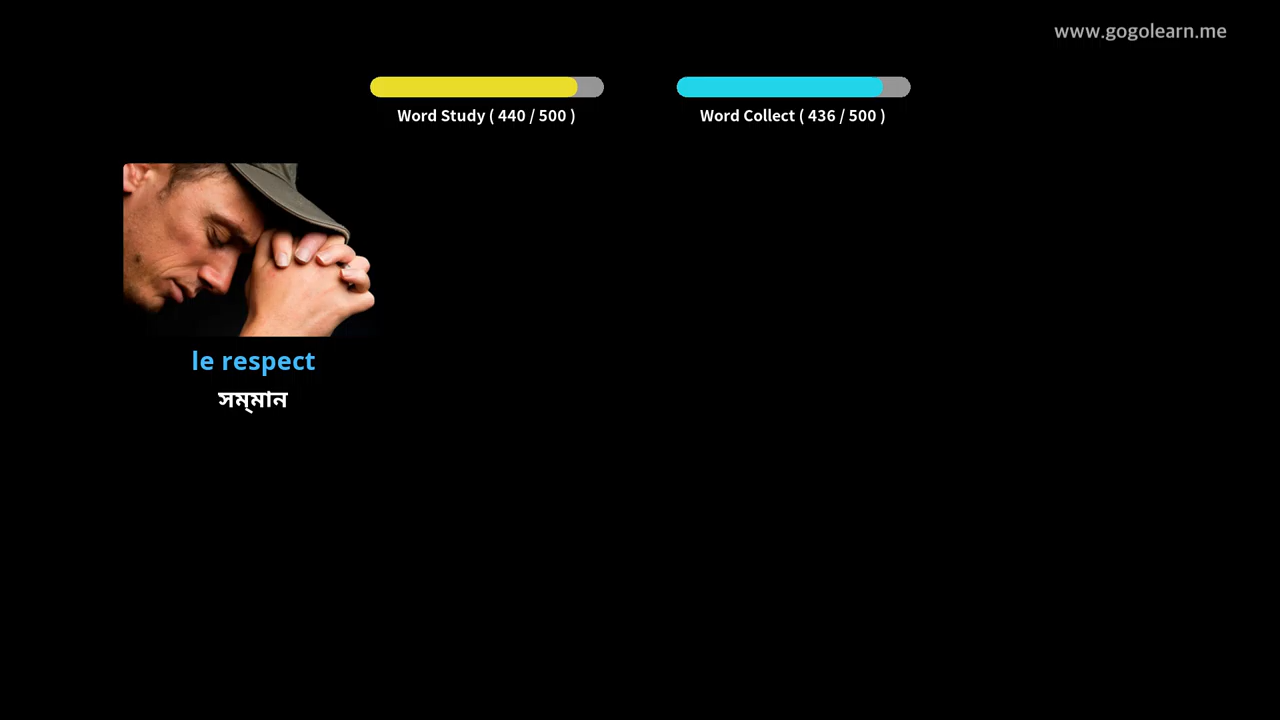 www.gogolearn.me
Word Study ( 440 / 500 )
Word Collect ( 436 / 500 )
le respect
সম্মান